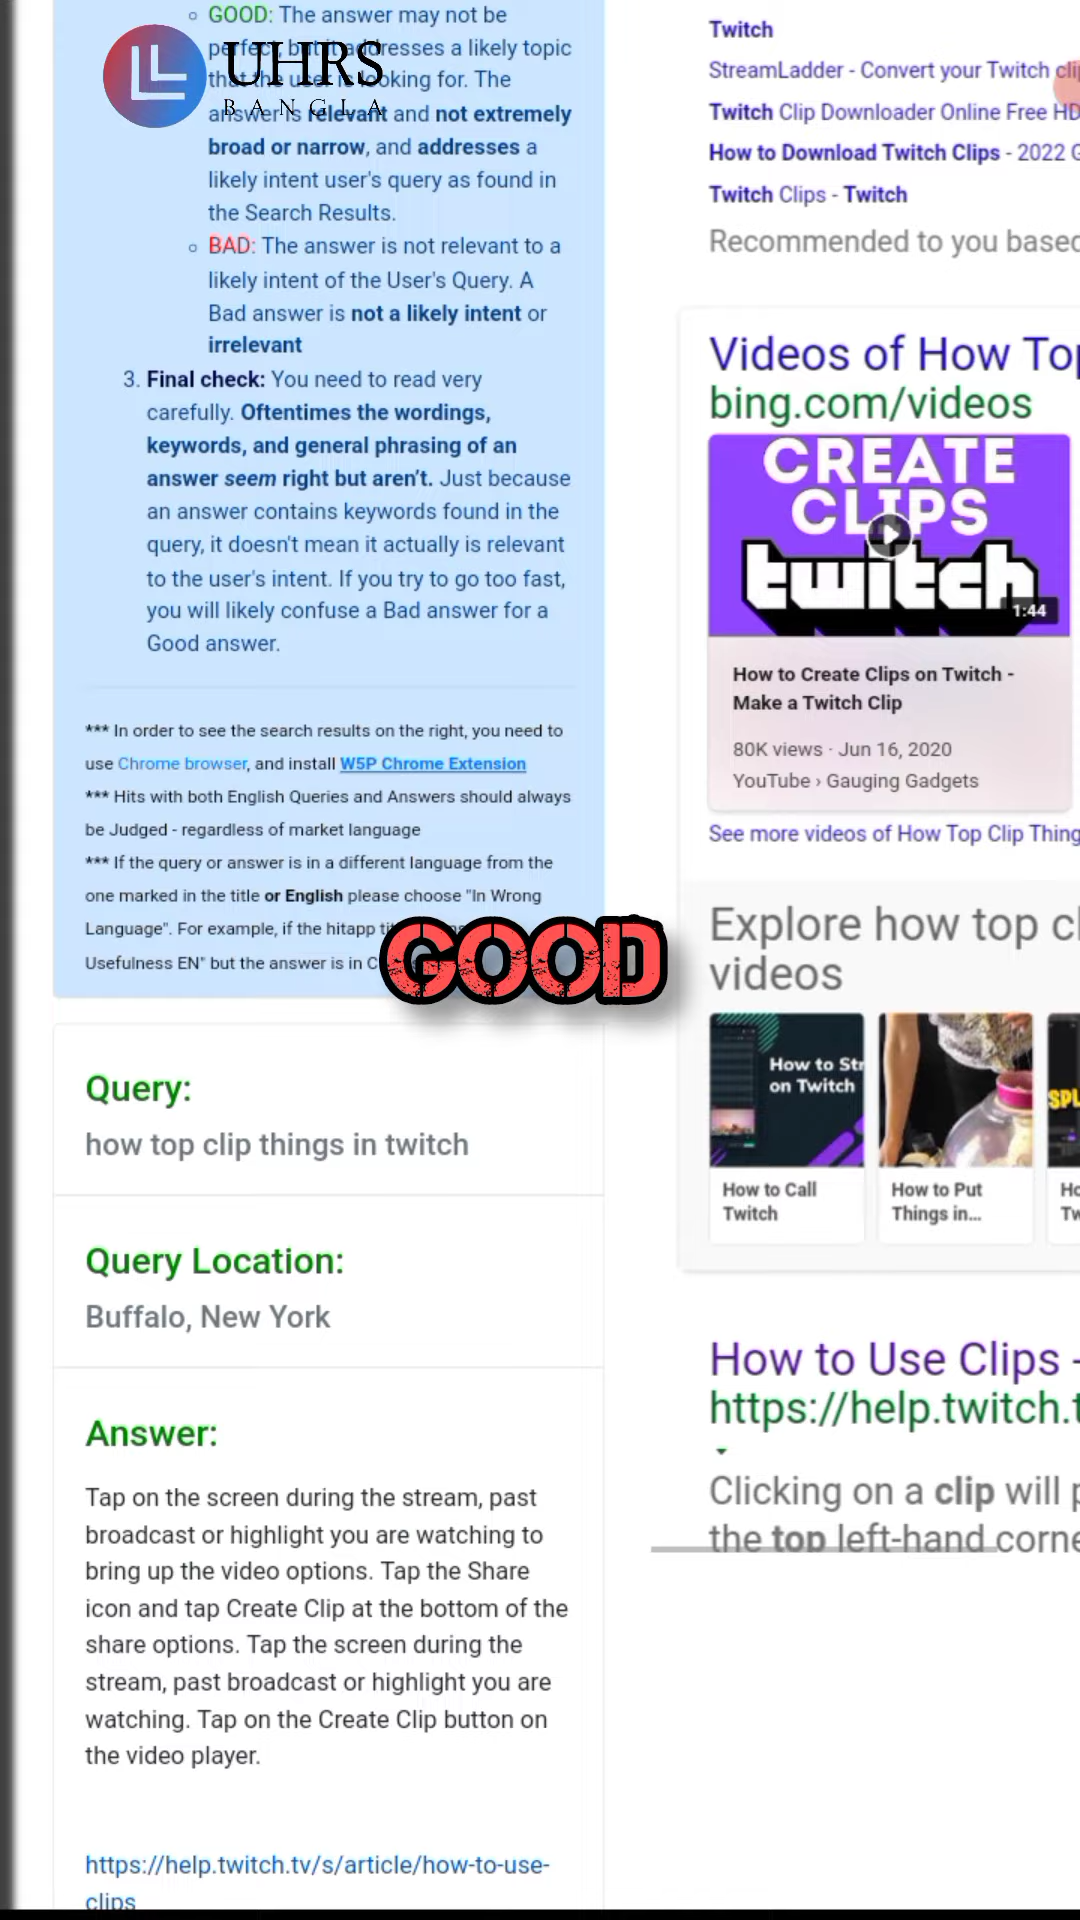 GOOD: The answer may not be
perfect, but it addresses a likely topic
that the user is looking for. The
answer is relevant and not extremely
broad or narrow, and addresses a
likely intent user's query as found in
the Search Results.
BAD: The answer is not relevant to a
likely intent of the User's Query. A
Bad answer is not a likely intent or
irrelevant
3. Final check: You need to read very
carefully. Oftentimes the wordings,
keywords, and general phrasing of an
answer seem right but aren't. Just because
an answer contains keywords found in the
query, it doesn't mean it actually is relevant
to the user's intent. If you try to go too fast,
you will likely confuse a Bad answer for a
Good answer.
*** In order to see the search results on the right, you need to
use Chrome browser, and install W5P Chrome Extension
*** Hits with both English Queries and Answers should always
be Judged - regardless of market language
*** If the query or answer is in a different language from the
one marked in the title or English please choose "In Wrong
Language". For example, if the hitapp
Usefulness EN" but the answer is in
UHRS
BANGLA
GOOD
Query:
how top clip things in twitch
Query Location:
Buffalo, New York
Answer:
Tap on the screen during the stream, past
broadcast or highlight you are watching to
bring up the video options. Tap the Share
icon and tap Create Clip at the bottom of the
share options. Tap the screen during the
stream, past broadcast or highlight you are
watching. Tap on the Create Clip button on
the video player.
https://help.twitch.tv/s/article/how-to-use-
clips
Twitch
StreamLadder - Convert your Twitch
Twitch Clip Downloader Online Free HD
How to Download Twitch Clips - 2022
Twitch Clips - Twitch
Recommended to you based
Videos of How Top
bing.com/videos
CREATE
CLIPS
twitch
1:44
How to Create Clips on Twitch -
Make a Twitch Clip
80K views · Jun 16, 2020
YouTube › Gauging Gadgets
See more videos of How Top Clip Thing
Explore how top
videos
How to
on Twitch
How to Call
Twitch
How to Put
Things in...
How to Use Clips -
https://help.twitch.t
Clicking on a clip will
the top left-hand